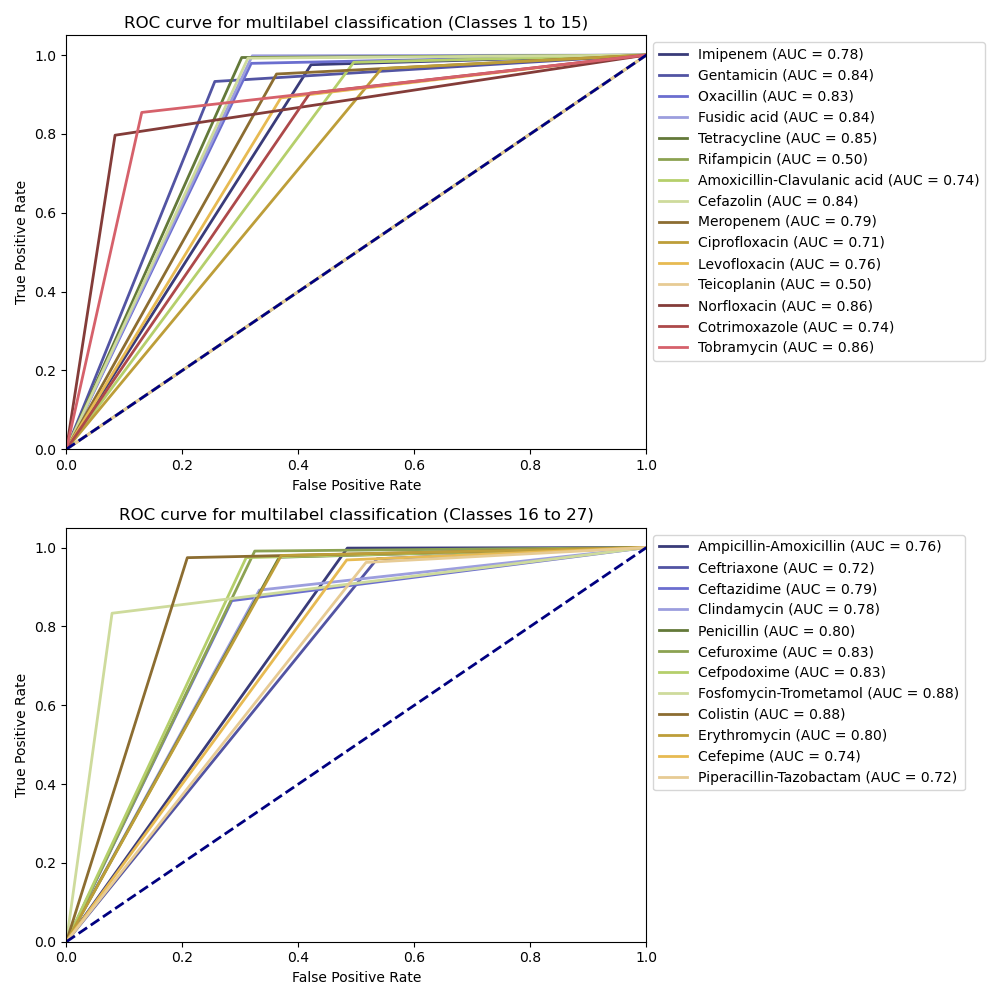 ROC curve for multilabel classification (Classes 1 to 15)
True Positive Rate
1.0
0.8
0.6
0.4
0.2
0.0
0.0 0.2 0.4 0.6 0.8 1.0
False Positive Rate
Imipenem (AUC = 0.78)
Gentamicin (AUC = 0.84)
Oxacillin (AUC = 0.83)
Fusidic acid (AUC = 0.84)
Tetracycline (AUC = 0.85)
Rifampicin (AUC = 0.50)
Amoxicillin-Clavulanic acid (AUC = 0.74)
Cefazolin (AUC = 0.84)
Meropenem (AUC = 0.79)
Ciprofloxacin (AUC = 0.71)
Levofloxacin (AUC = 0.76)
Teicoplanin (AUC = 0.50)
Norfloxacin (AUC = 0.86)
Cotrimoxazole (AUC = 0.74)
Tobramycin (AUC = 0.86)
ROC curve for multilabel classification (Classes 16 to 27)
True Positive Rate
1.0
0.8
0.6
0.4
0.2
0.0
0.0 0.2 0.4 0.6 0.8 1.0
False Positive Rate
Ampicillin-Amoxicillin (AUC = 0.76)
Ceftriaxone (AUC = 0.72)
Ceftazidime (AUC = 0.79)
Clindamycin (AUC = 0.78)
Penicillin (AUC = 0.80)
Cefuroxime (AUC = 0.83)
Cefpodoxime (AUC = 0.83)
Fosfomycin-Trometamol (AUC = 0.88)
Colistin (AUC = 0.88)
Erythromycin (AUC = 0.80)
Cefepime (AUC = 0.74)
Piperacillin-Tazobactam (AUC = 0.72)